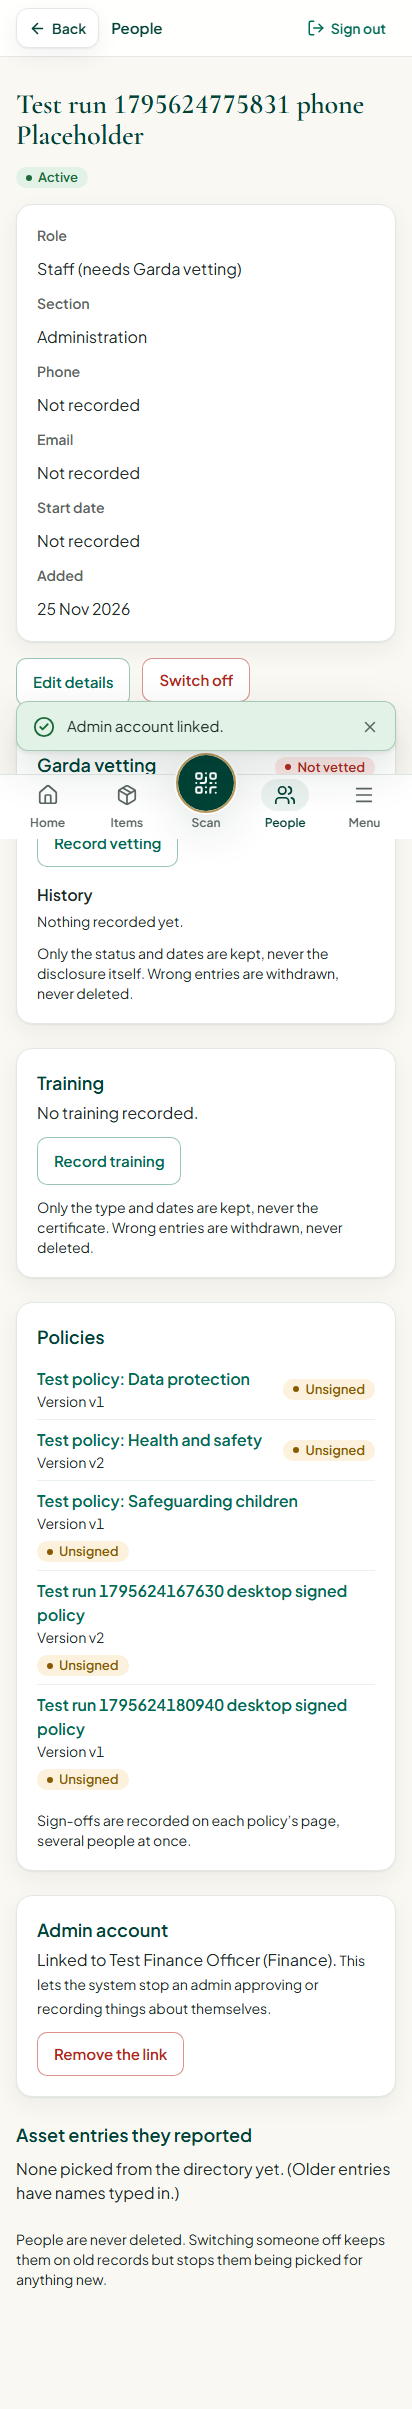 Back
People
Sign out
Test run 1795624775831 phone
Placeholder
Active
Role
Staff (needs Garda vetting)
Section
Administration
Phone
Not recorded
Email
Not recorded
Start date
Not recorded
Added
25 Nov 2026
Edit details
Switch off
Admin account linked.
Garda vetting
Not vetted
Home
Items
Scan
People
Menu
Record vetting
History
Nothing recorded yet.
Only the status and dates are kept, never the
disclosure itself. Wrong entries are withdrawn,
never deleted.
Training
No training recorded.
Record training
Only the type and dates are kept, never the
certificate. Wrong entries are withdrawn, never
deleted.
Policies
Test policy: Data protection
Version v1
Unsigned
Test policy: Health and safety
Version v2
Unsigned
Test policy: Safeguarding children
Version v1
Unsigned
Test run 1795624167630 desktop signed
policy
Version v2
Unsigned
Test run 1795624180940 desktop signed
policy
Version v1
Unsigned
Sign-offs are recorded on each policy's page,
several people at once.
Admin account
Linked to Test Finance Officer (Finance). This
lets the system stop an admin approving or
recording things about themselves.
Remove the link
Asset entries they reported
None picked from the directory yet. (Older entries
have names typed in.)
People are never deleted. Switching someone off keeps
them on old records but stops them being picked for
anything new.